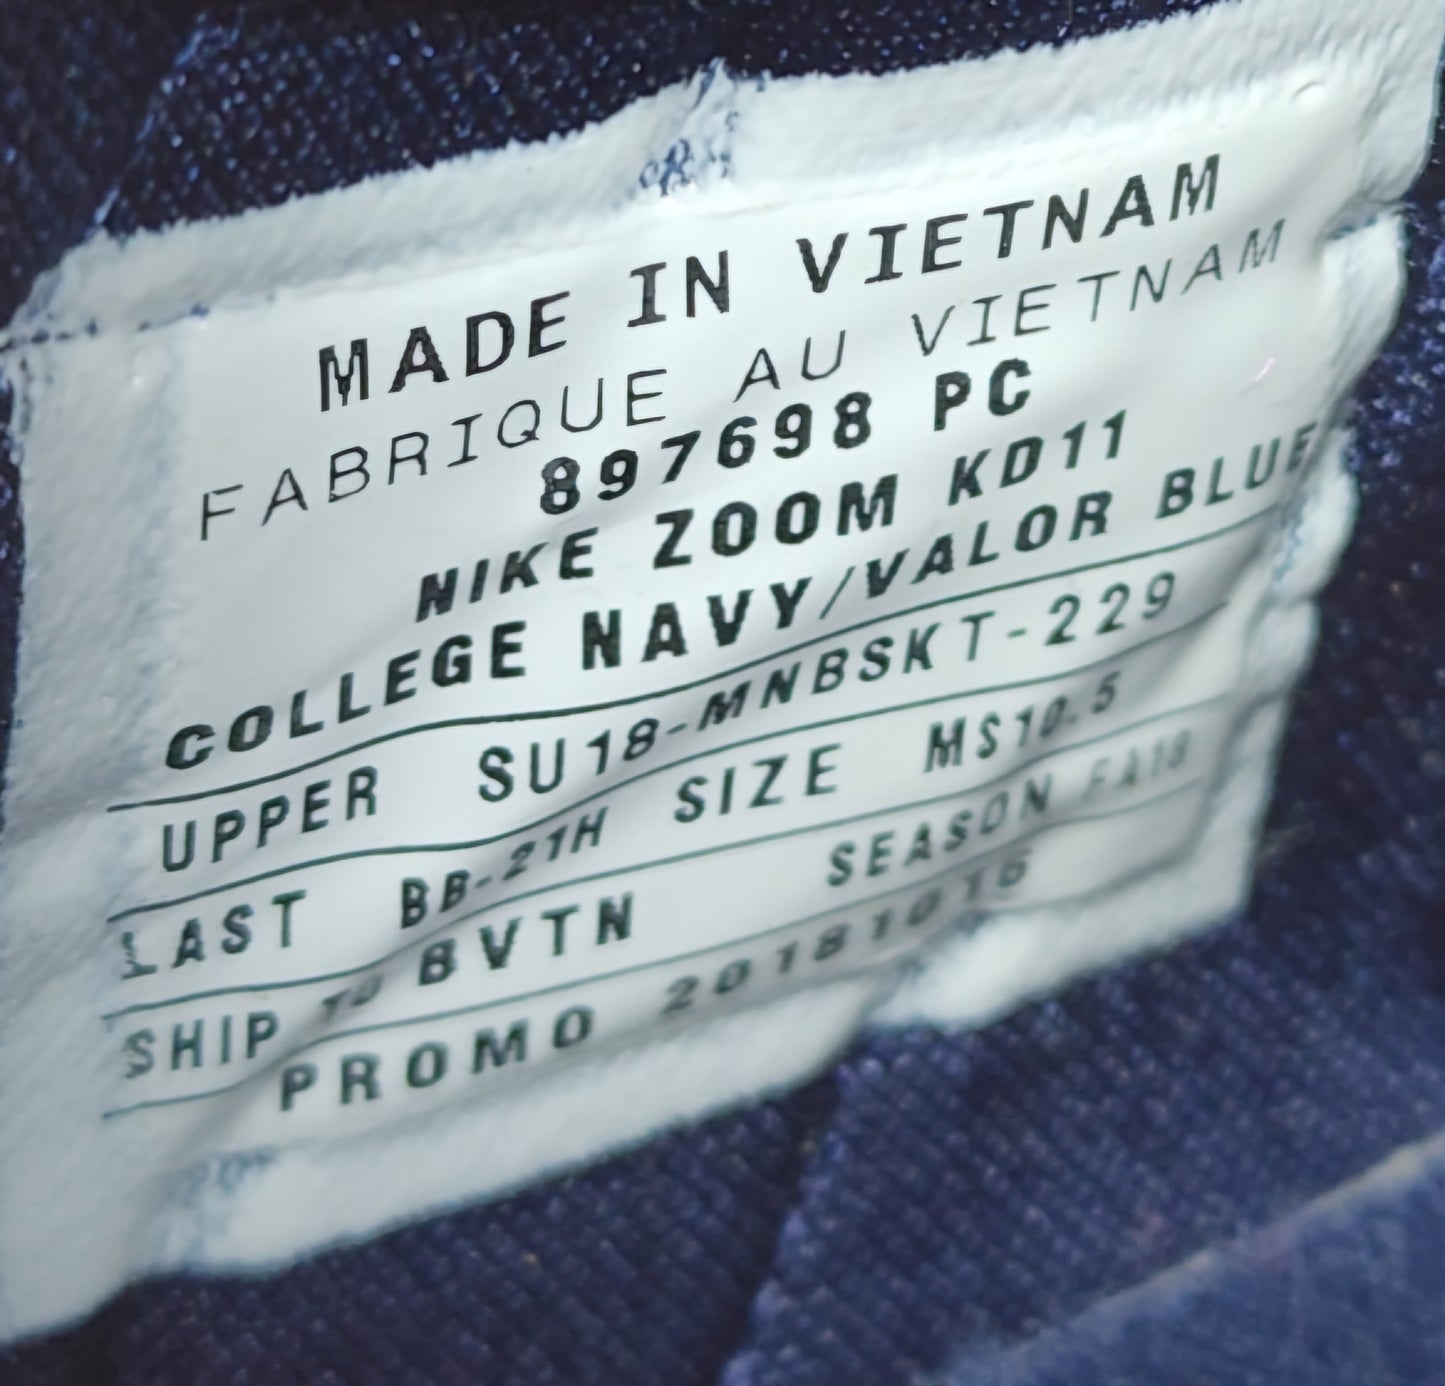 MADE IN VIETNAM
FABRIQUE AU VIETNAM
897698 PC
NIKE ZOOM KD11
COLLEGE NAVY/VALOR BLUE
UPPER SU18-MNBSKT-229
LAST BB-21H SIZE MS10.5
SHIP TO BVTN SEASON FA18
PROMO 20181015